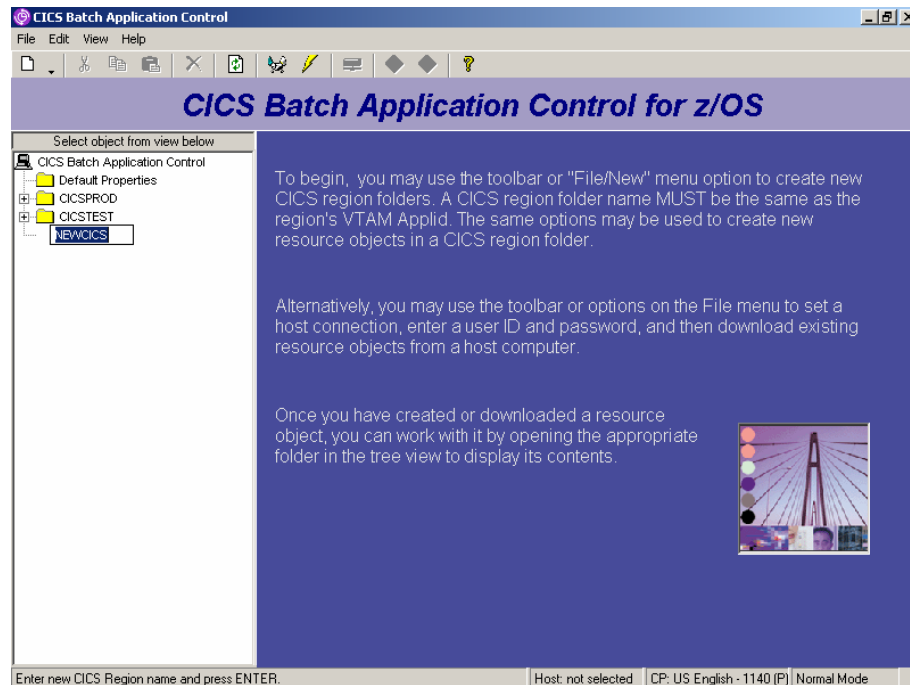 CICS Batch Application Control
File Edit View Help
CICS Batch Application Control for z/OS
Select object from view below
CICS Batch Application Control
Default Properties
CICSPROD
CICSTEST
NEWCICS
To begin, you may use the toolbar or "File/New" menu option to create new
CICS region folders. A CICS region folder name MUST be the same as the
region's VTAM Applid. The same options may be used to create new
resource objects in a CICS region folder.
Alternatively, you may use the toolbar or options on the File menu to set a
host connection, enter a user ID and password, and then download existing
resource objects from a host computer.
Once you have created or downloaded a resource
object, you can work with it by opening the appropriate
folder in the tree view to display its contents.
Enter new CICS Region name and press ENTER.
Host: not selected
CP: US English - 1140 (P)
Normal Mode